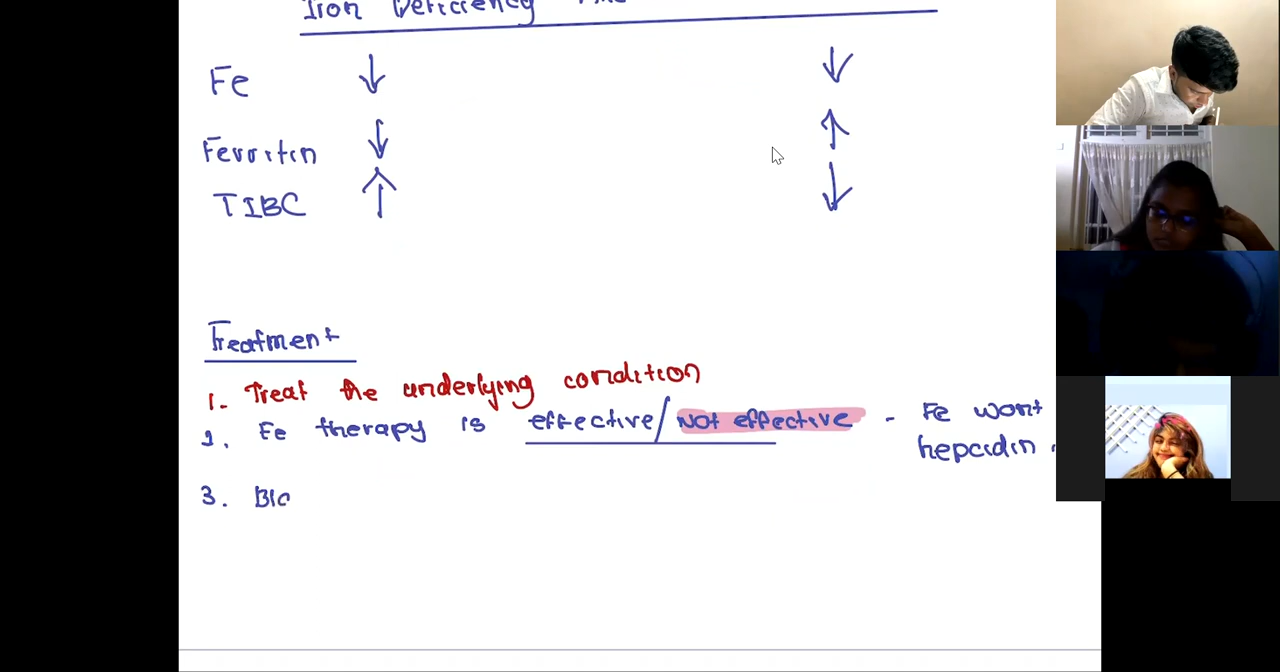 Iron Deficiency
Fe ↓ ↓
Ferritin ↓ ↑
TIBC ↑ ↓
Treatment
1. Treat the underlying condition
2. Fe therapy is effective/Not effective - Fe wont
hepcidin
3. Blo